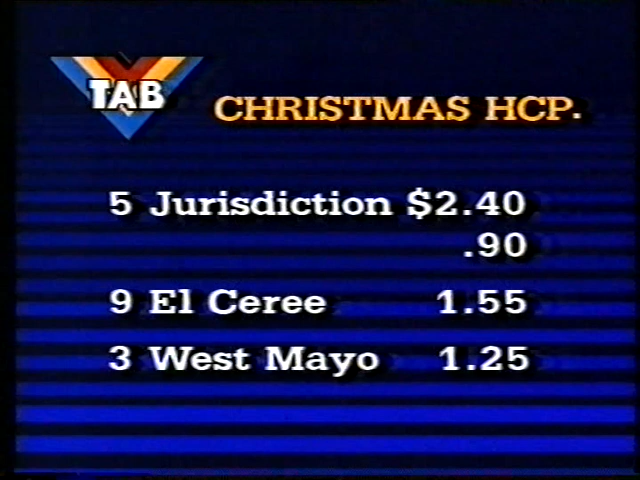 TAB
CHRISTMAS HCP.
5 Jurisdiction $2.40
.90
9 El Ceree 1.55
3 West Mayo 1.25